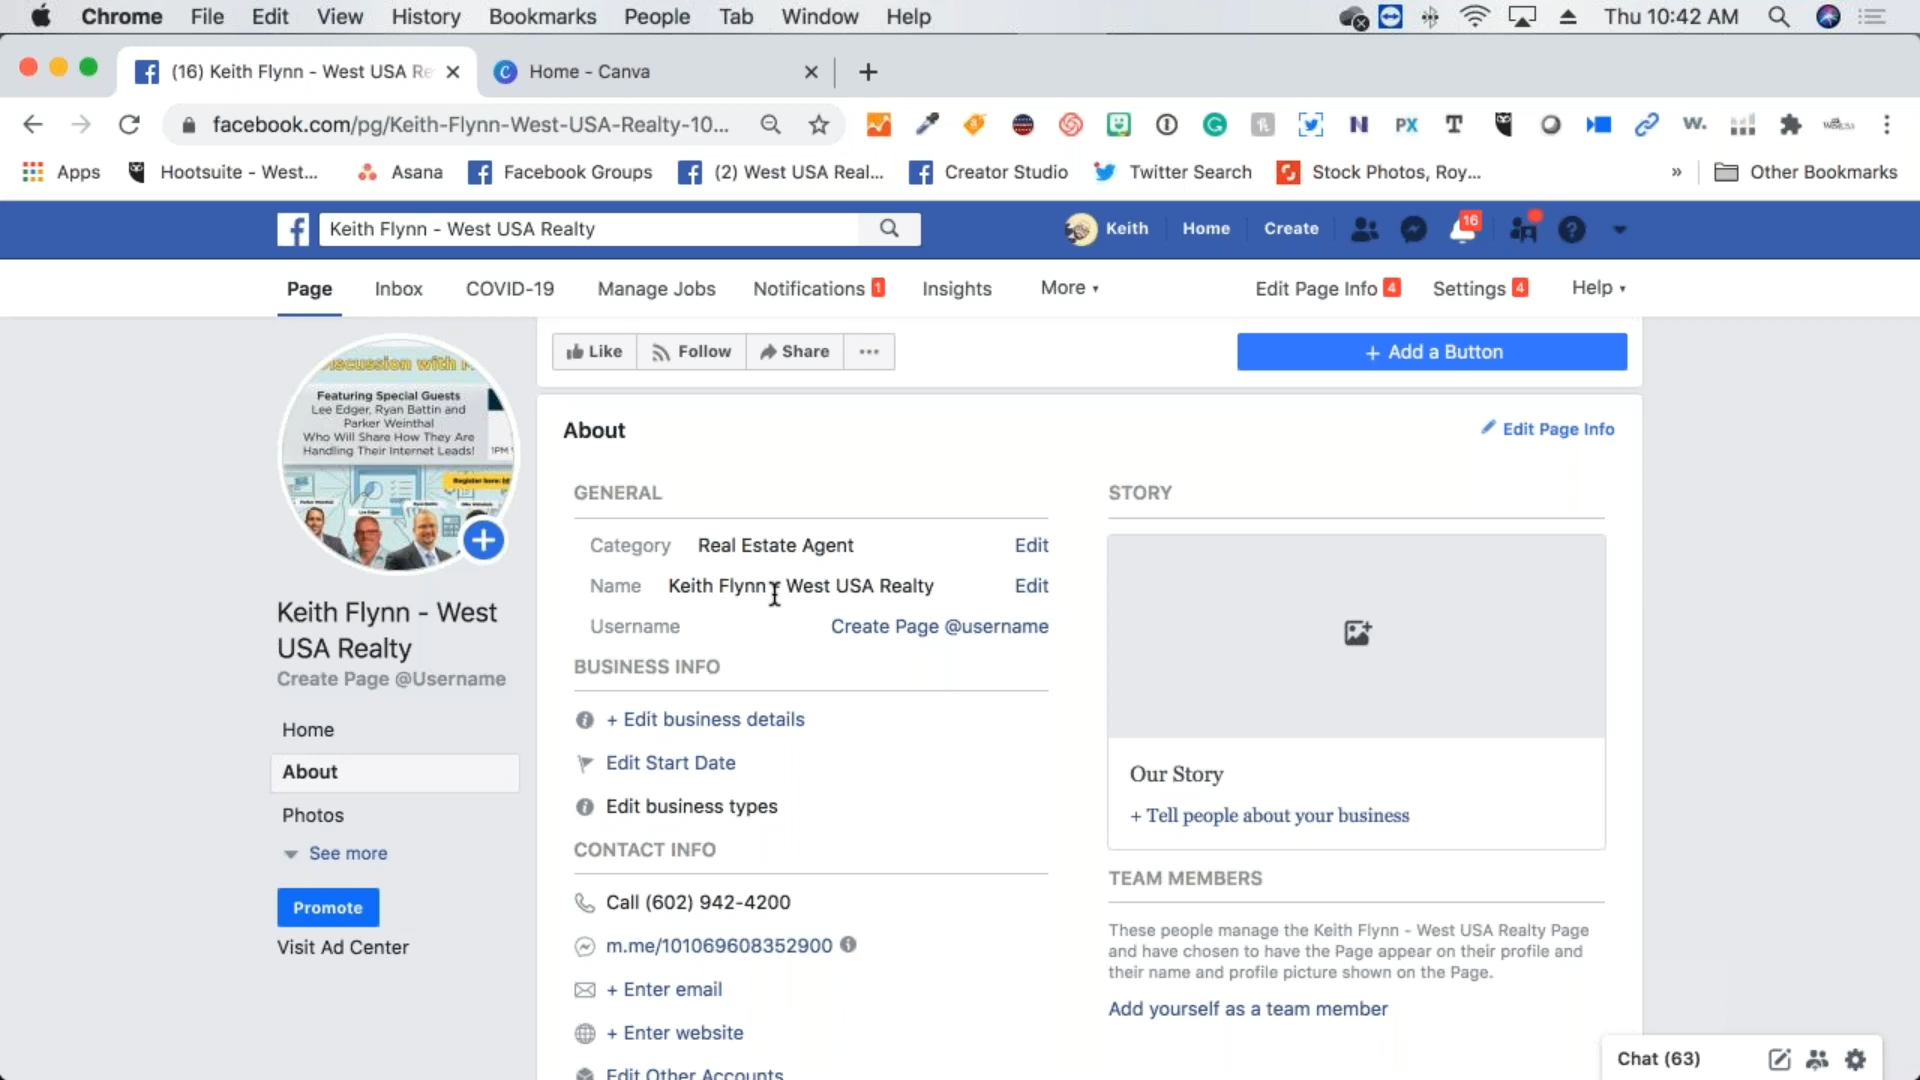 Chrome File Edit View History Bookmarks People Tab Window Help Thu 10:42 AM
(16) Keith Flynn - West USA Re Home - Canva
facebook.com/pg/Keith-Flynn-West-USA-Realty-10...
Apps Hootsuite - West... Asana Facebook Groups (2) West USA Real... Creator Studio Twitter Search Stock Photos, Roy... » Other Bookmarks
Keith Flynn - West USA Realty Keith Home Create 16
Page Inbox COVID-19 Manage Jobs Notifications 1 Insights More Edit Page Info 4 Settings 4 Help
Like Follow Share ... + Add a Button
Featuring Special Guests
Lee Edger, Ryan Battin and
Parker Weinthal
Who Will Share How They Are
Handling Their Internet Leads!
Keith Flynn - West
USA Realty
Create Page @Username
Home
About
Photos
See more
Promote
Visit Ad Center
About Edit Page Info
GENERAL
Category Real Estate Agent Edit
Name Keith Flynn - West USA Realty Edit
Username Create Page @username
BUSINESS INFO
+ Edit business details
Edit Start Date
Edit business types
CONTACT INFO
Call (602) 942-4200
m.me/101069608352900
+ Enter email
+ Enter website
Edit Other Accounts
STORY
Our Story
+ Tell people about your business
TEAM MEMBERS
These people manage the Keith Flynn - West USA Realty Page
and have chosen to have the Page appear on their profile and
their name and profile picture shown on the Page.
Add yourself as a team member
Chat (63)